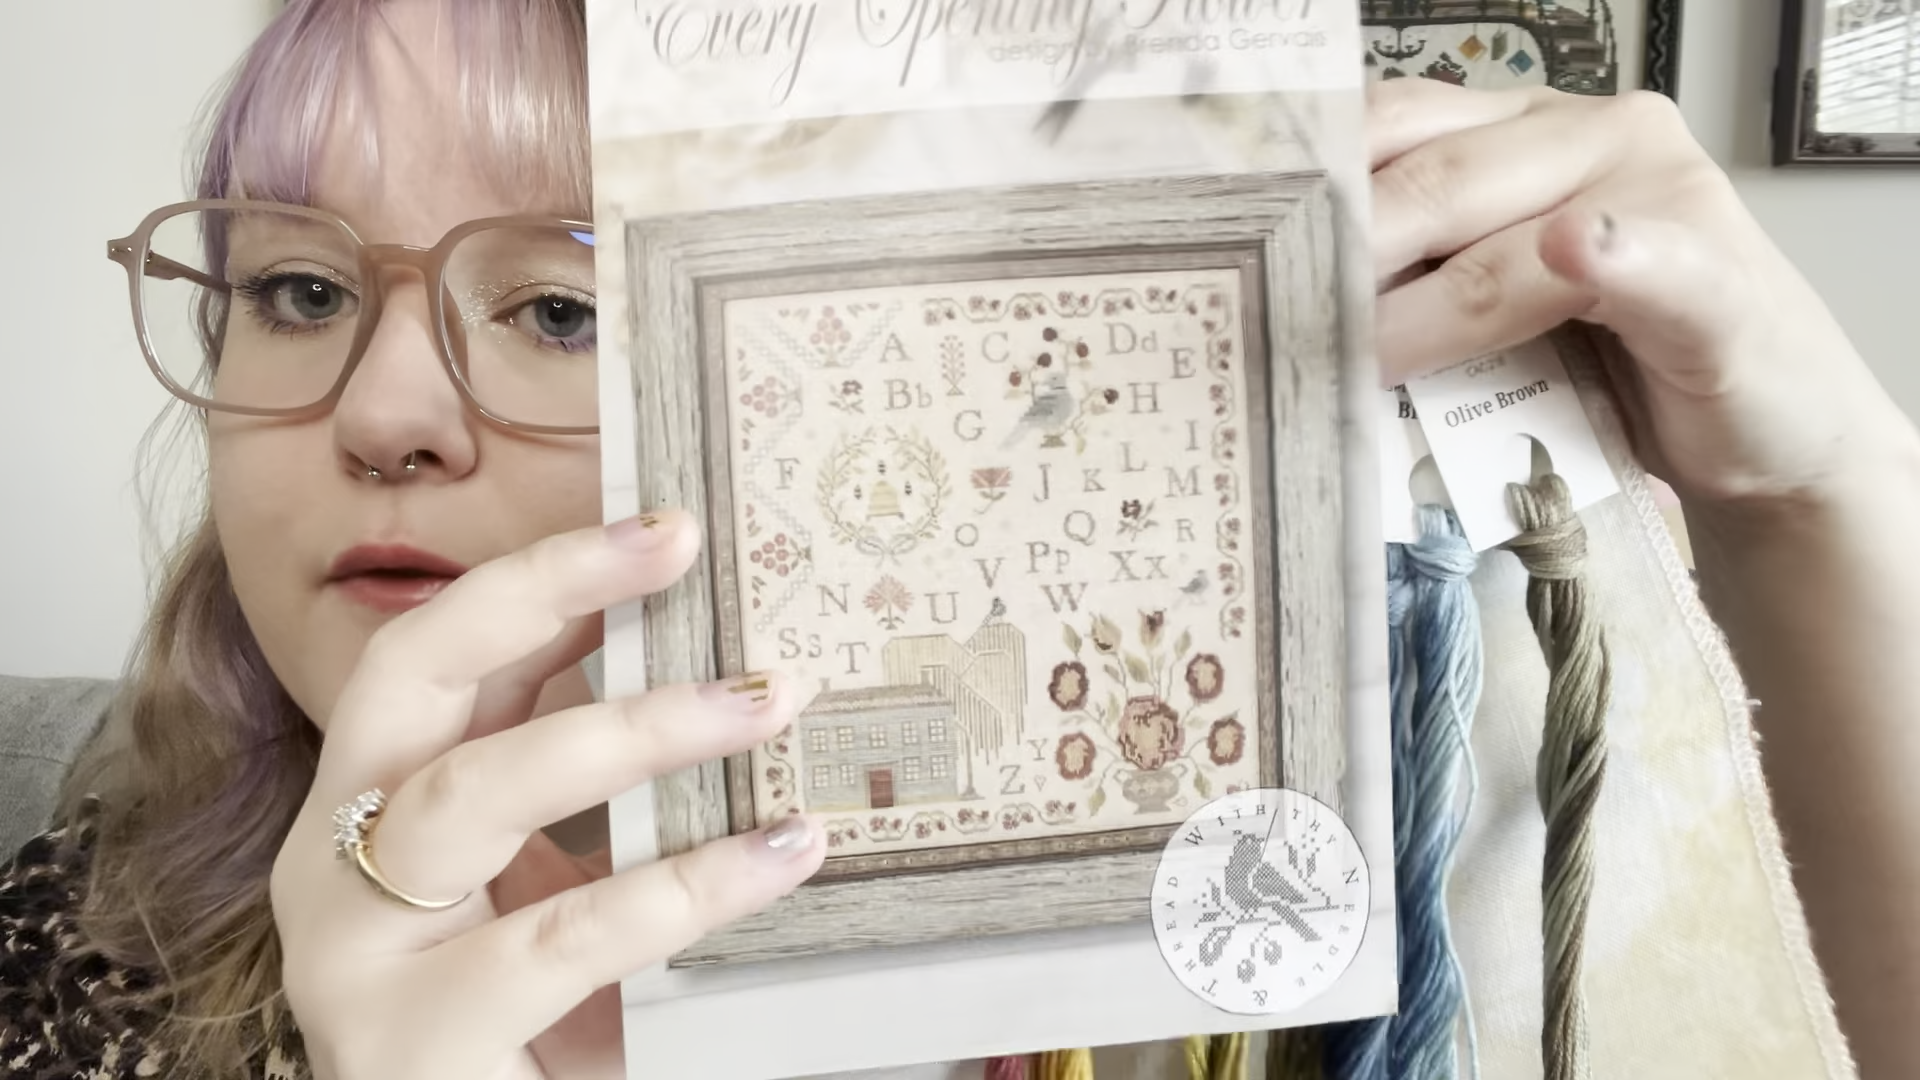 Every Opening Flower
design by Brenda Gervais
A C Dd E
Bb G H
F J K L I M
O Q R
V Pp Xx
N U W
Ss T
Y
Z
WITH THY NEEDLE & THREAD
Olive Brown